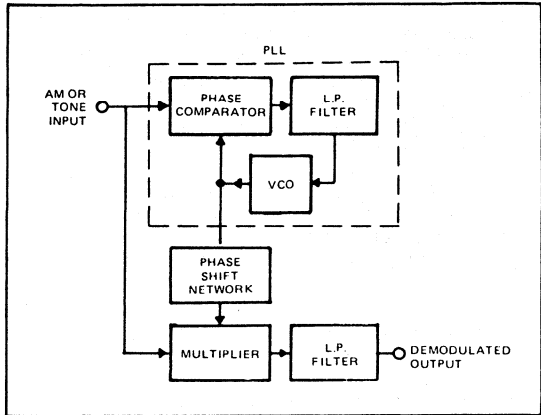 PLL
AM OR
TONE
INPUT
PHASE
COMPARATOR
L.P.
FILTER
VCO
PHASE
SHIFT
NETWORK
MULTIPLIER
L.P.
FILTER
DEMODULATED
OUTPUT